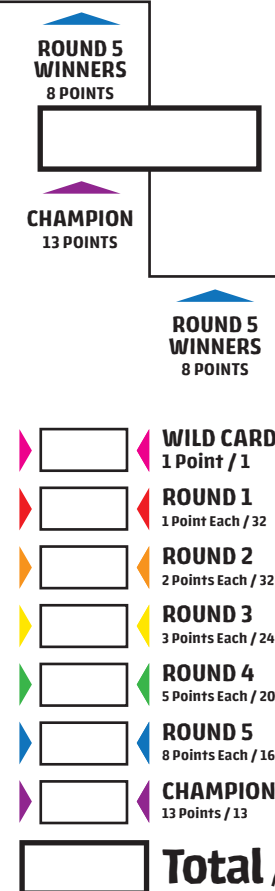 ROUND 5
WINNERS
8 POINTS
CHAMPION
13 POINTS
ROUND 5
WINNERS
8 POINTS
WILD CARD
1 Point / 1
ROUND 1
1 Point Each / 32
ROUND 2
2 Points Each / 32
ROUND 3
3 Points Each / 24
ROUND 4
5 Points Each / 20
ROUND 5
8 Points Each / 16
CHAMPION
13 Points / 13
Total /